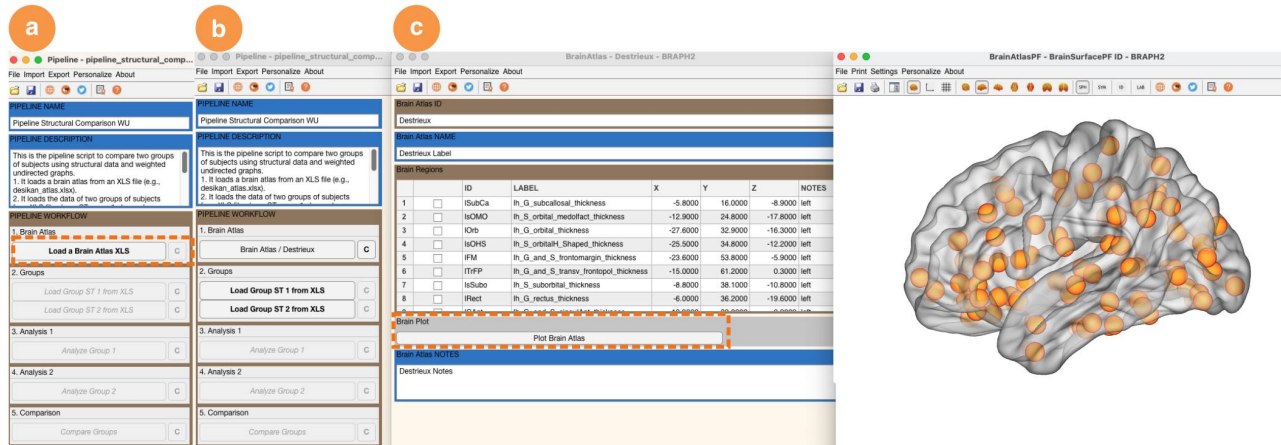 a
Pipeline - pipeline_structural_comp...
File Import Export Personalize About
PIPELINE NAME
Pipeline Structural Comparison WU
PIPELINE DESCRIPTION
This is the pipeline script to compare two groups
of subjects using structural data and weighted
undirected graphs.
1. It loads a brain atlas from an XLS file (e.g.,
desikan_atlas.xlsx).
2. It loads the data of two groups of subjects
PIPELINE WORKFLOW
1. Brain Atlas
Load a Brain Atlas XLS C
2. Groups
Load Group ST 1 from XLS C
Load Group ST 2 from XLS C
3. Analysis 1
Analyze Group 1 C
4. Analysis 2
Analyze Group 2 C
5. Comparison
Compare Groups C
b
Pipeline - pipeline_structural_comp...
File Import Export Personalize About
PIPELINE NAME
Pipeline Structural Comparison WU
PIPELINE DESCRIPTION
This is the pipeline script to compare two groups
of subjects using structural data and weighted
undirected graphs.
1. It loads a brain atlas from an XLS file (e.g.,
desikan_atlas.xlsx).
2. It loads the data of two groups of subjects
PIPELINE WORKFLOW
1. Brain Atlas
Brain Atlas / Destrieux C
2. Groups
Load Group ST 1 from XLS C
Load Group ST 2 from XLS C
3. Analysis 1
Analyze Group 1 C
4. Analysis 2
Analyze Group 2 C
5. Comparison
Compare Groups C
c
BrainAtlas - Destrieux - BRAPH2
File Import Export Personalize About
Brain Atlas ID
Destrieux
Brain Atlas NAME
Destrieux Label
Brain Regions
ID LABEL X Y Z NOTES
1 lSubCa lh_G_subcallosal_thickness -5.8000 16.0000 -8.9000 left
2 lsOMO lh_S_orbital_medolfact_thickness -12.9000 24.8000 -17.8000 left
3 lOrb lh_G_orbital_thickness -27.6000 32.9000 -16.3000 left
4 lsOHS lh_S_orbitalH_Shaped_thickness -25.5000 34.8000 -12.2000 left
5 lFM lh_G_and_S_frontomargin_thickness -23.6000 53.8000 -5.9000 left
6 lTrFP lh_G_and_S_transv_frontopol_thickness -15.0000 61.2000 0.3000 left
7 lsSubo lh_S_suborbital_thickness -8.8000 38.1000 -10.8000 left
8 lRect lh_G_rectus_thickness -6.0000 36.2000 -19.6000 left
Brain Plot
Plot Brain Atlas
Brain Atlas NOTES
Destrieux Notes
BrainAtlasPF - BrainSurfacePF ID - BRAPH2
File Print Settings Personalize About
SPH SYM ID LAB